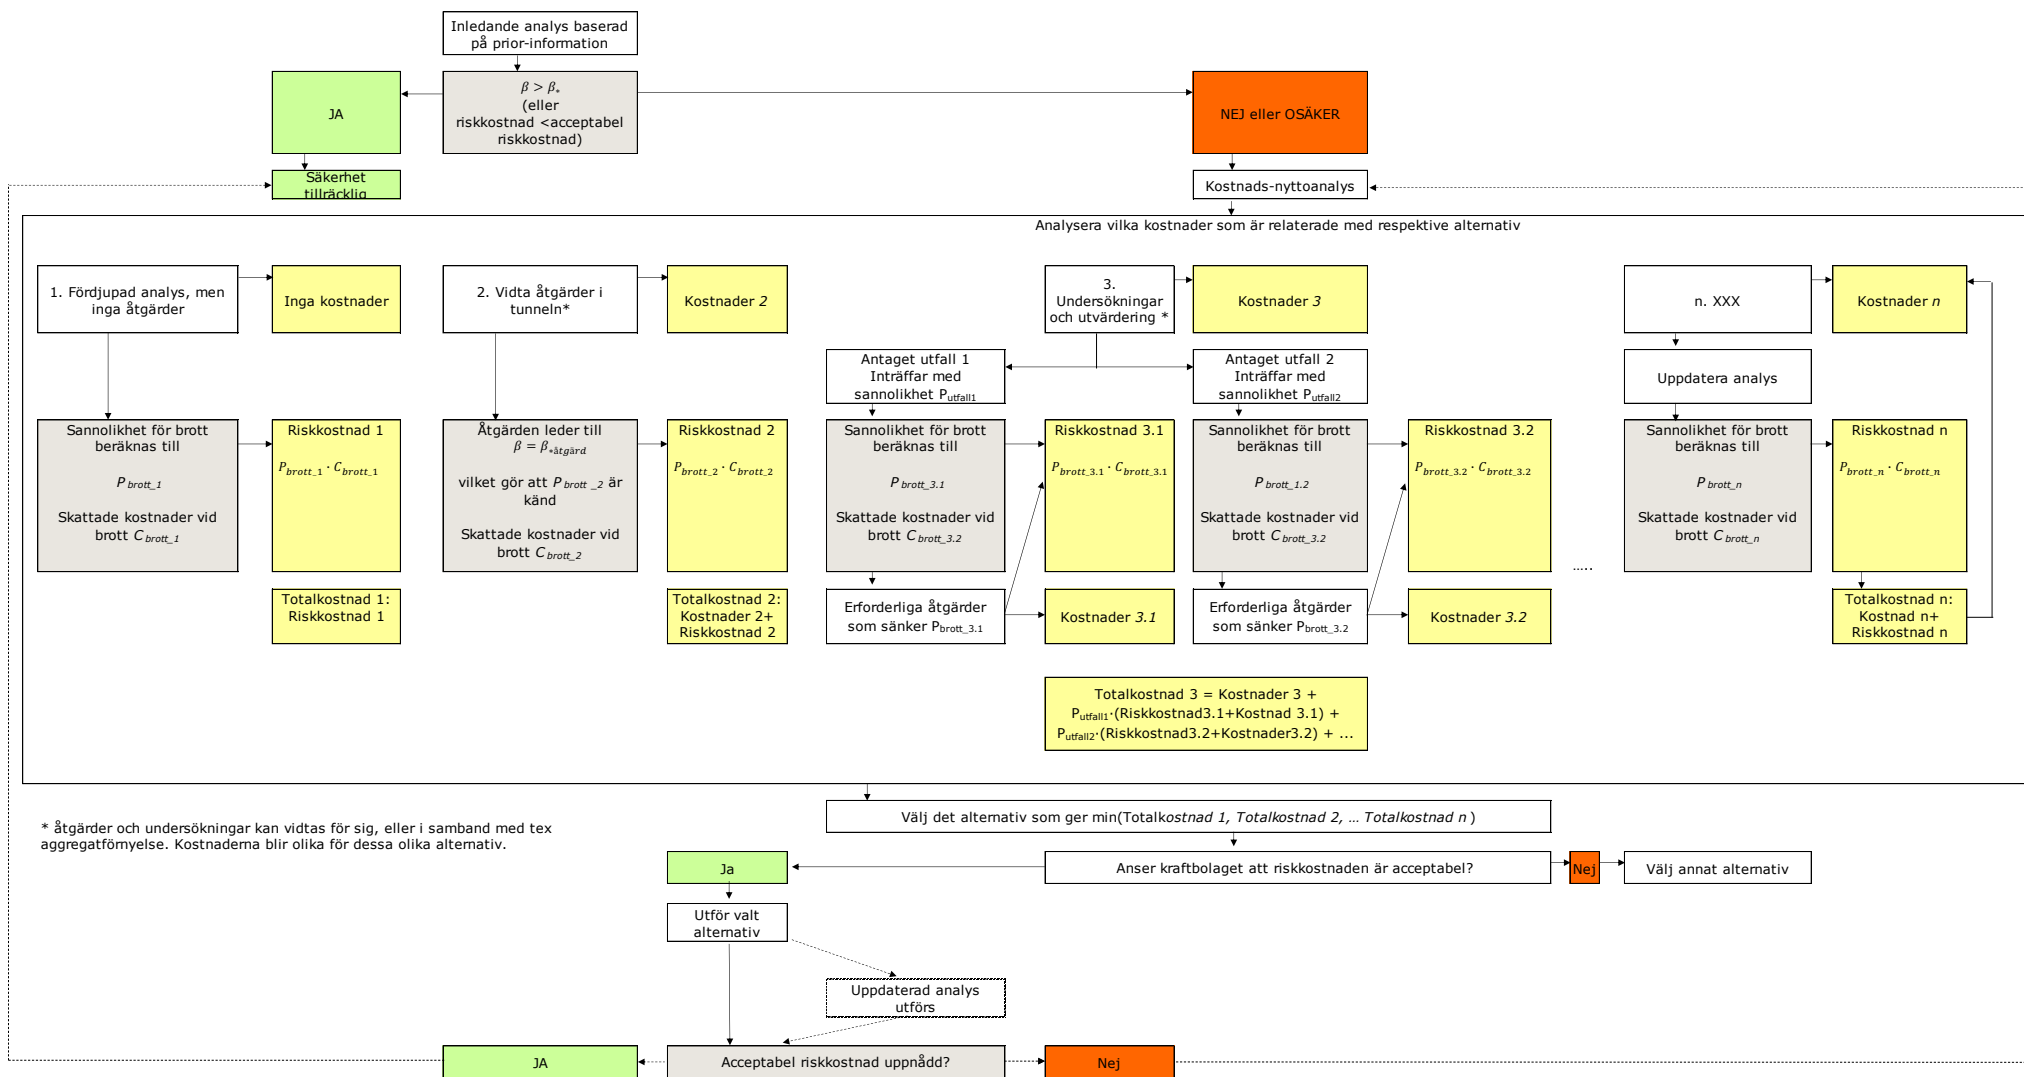 Inledande analys baserad
på prior-information
JA
β > β*
(eller
riskkostnad <acceptabel
riskkostnad)
NEJ eller OSÄKER
Säkerhet
tillräcklig
Kostnads-nyttoanalys
Analysera vilka kostnader som är relaterade med respektive alternativ
1. Fördjupad analys, men
inga åtgärder
Inga kostnader
2. Vidta åtgärder i
tunneln*
Kostnader 2
3.
Undersökningar
och utvärdering *
Kostnader 3
n. XXX
Kostnader n
Antaget utfall 1
Inträffar med
sannolikhet Putfall1
Antaget utfall 2
Inträffar med
sannolikhet Putfall2
Uppdatera analys
Sannolikhet för brott
beräknas till
P brott_1
Skattade kostnader vid
brott C brott_1
Riskkostnad 1
Pbrott_1 · Cbrott_1
Åtgärden leder till
β = β*åtgärd
vilket gör att P brott _2 är
känd
Skattade kostnader vid
brott C brott_2
Riskkostnad 2
Pbrott_2 · Cbrott_2
Sannolikhet för brott
beräknas till
P brott_3.1
Skattade kostnader vid
brott C brott_3.2
Riskkostnad 3.1
Pbrott_3.1 · Cbrott_3.1
Sannolikhet för brott
beräknas till
P brott_1.2
Skattade kostnader vid
brott C brott_3.2
Riskkostnad 3.2
Pbrott_3.2 · Cbrott_3.2
.....
Sannolikhet för brott
beräknas till
P brott_n
Skattade kostnader vid
brott C brott_n
Riskkostnad n
Pbrott_n · Cbrott_n
Totalkostnad 1:
Riskkostnad 1
Totalkostnad 2:
Kostnader 2+
Riskkostnad 2
Erforderliga åtgärder
som sänker Pbrott_3.1
Kostnader 3.1
Erforderliga åtgärder
som sänker Pbrott_3.2
Kostnader 3.2
Totalkostnad n:
Kostnad n+
Riskkostnad n
Totalkostnad 3 = Kostnader 3 +
Putfall1·(Riskkostnad3.1+Kostnad 3.1) +
Putfall2·(Riskkostnad3.2+Kostnader3.2) + ...
Välj det alternativ som ger min(Totalkostnad 1, Totalkostnad 2, ... Totalkostnad n )
* åtgärder och undersökningar kan vidtas för sig, eller i samband med tex
aggregatförnyelse. Kostnaderna blir olika för dessa olika alternativ.
Ja
Anser kraftbolaget att riskkostnaden är acceptabel?
Nej
Välj annat alternativ
Utför valt
alternativ
Uppdaterad analys
utförs
JA
Acceptabel riskkostnad uppnådd?
Nej